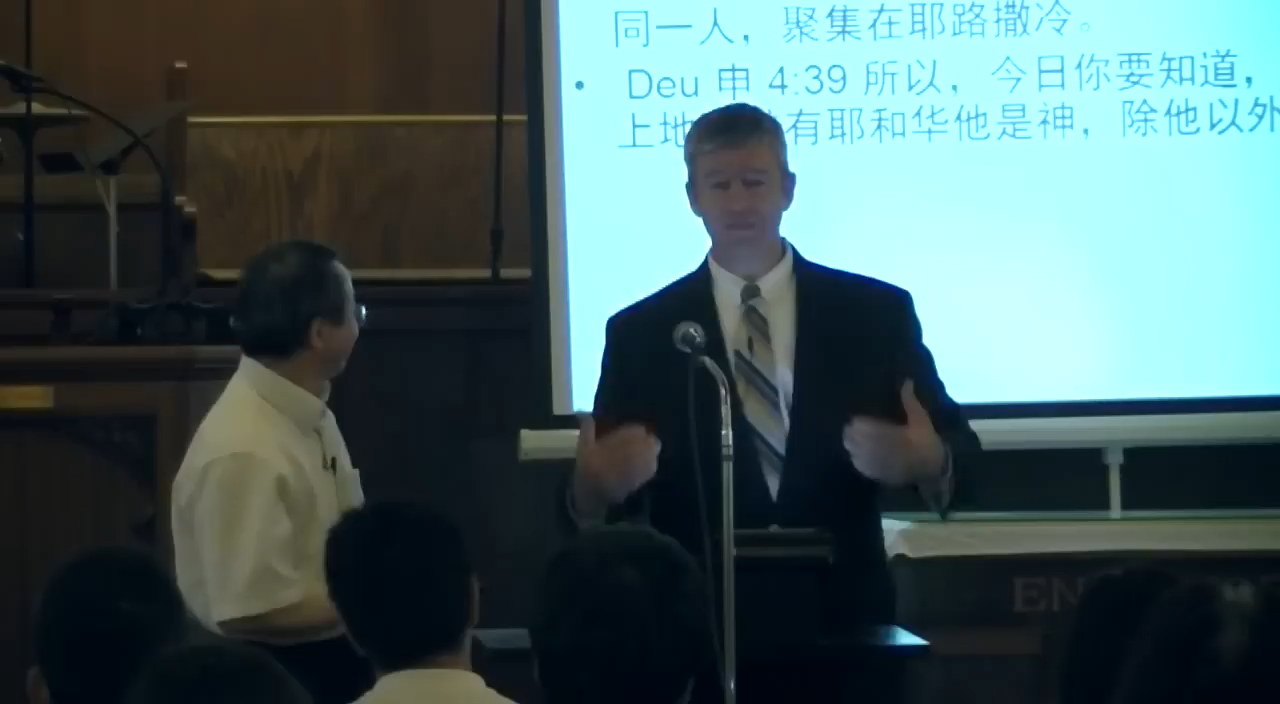 同一人，聚集在耶路撒冷。
• Deu 申 4:39 所以，今日你要知道，
上地 有耶和华他是神，除他以外
EN